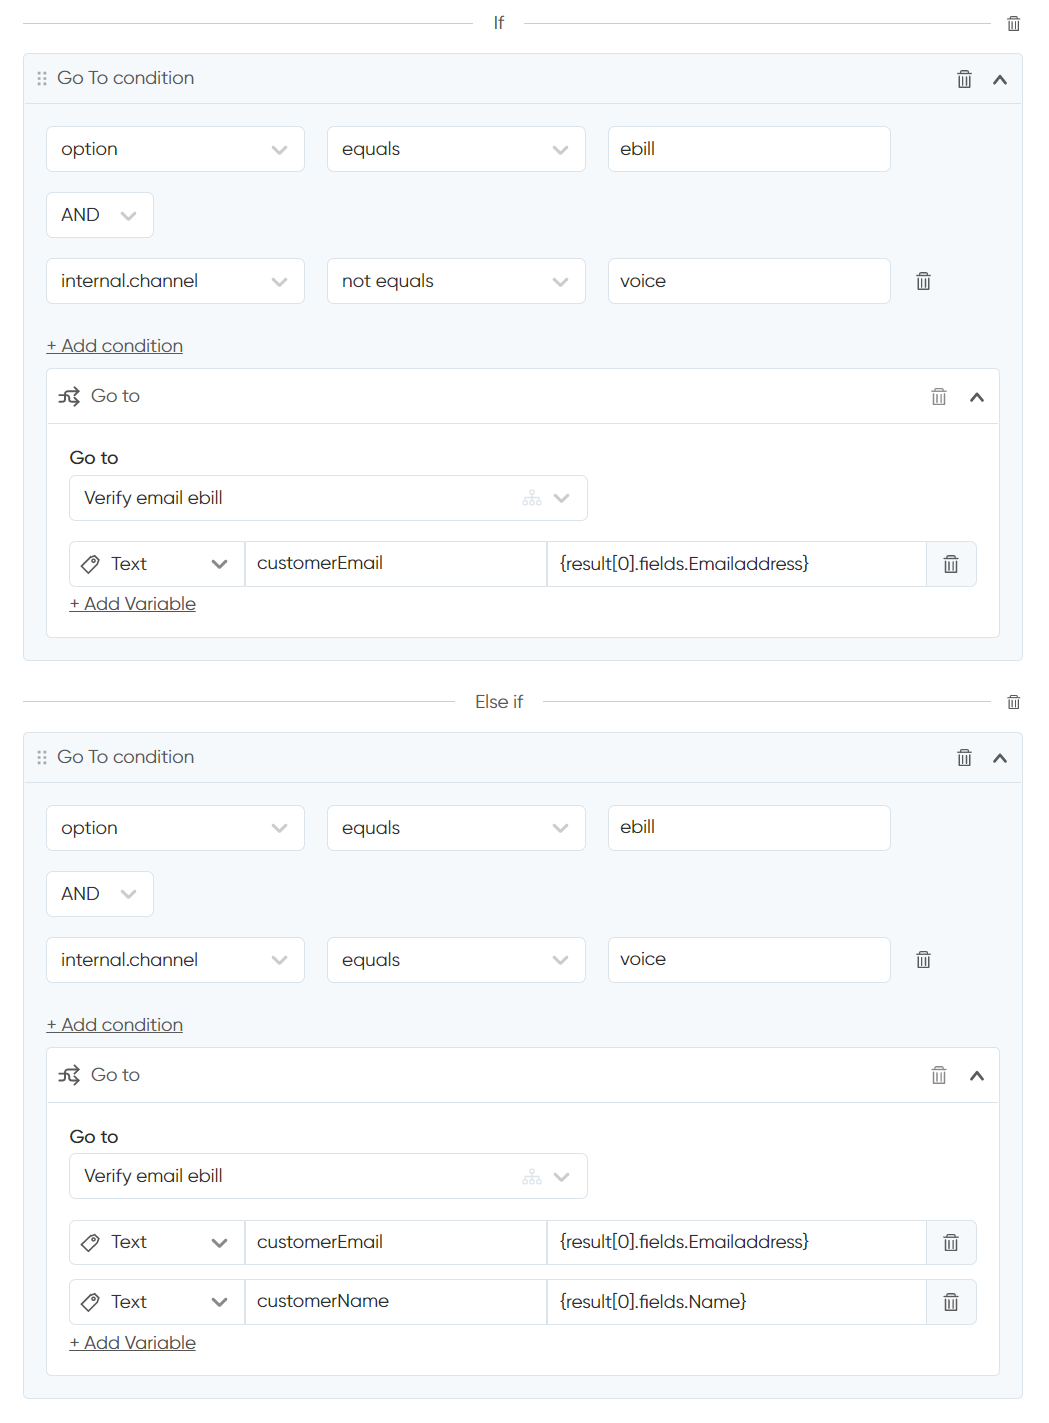 If
Go To condition
option equals ebill
AND
internal.channel not equals voice
+ Add condition
Go to
Go to
Verify email ebill
Text customerEmail {result[0].fields.Emailaddress}
+ Add Variable
Else if
Go To condition
option equals ebill
AND
internal.channel equals voice
+ Add condition
Go to
Go to
Verify email ebill
Text customerEmail {result[0].fields.Emailaddress}
Text customerName {result[0].fields.Name}
+ Add Variable